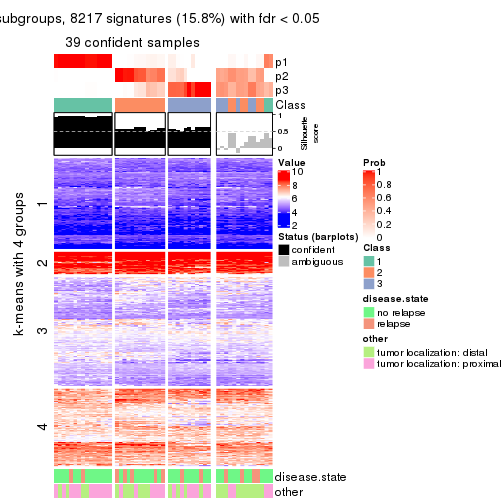 subgroups, 8217 signatures (15.8%) with fdr < 0.05
39 confident samples
p1
p2
p3
Class
1
0.5
0
Silhouette
score
k-means with 4 groups
1
2
3
4
disease.state
other
Value
10
8
6
4
2
Status (barplots)
confident
ambiguous
Prob
1
0.8
0.6
0.4
0.2
0
Class
1
2
3
disease.state
no relapse
relapse
other
tumor localization: distal
tumor localization: proximal